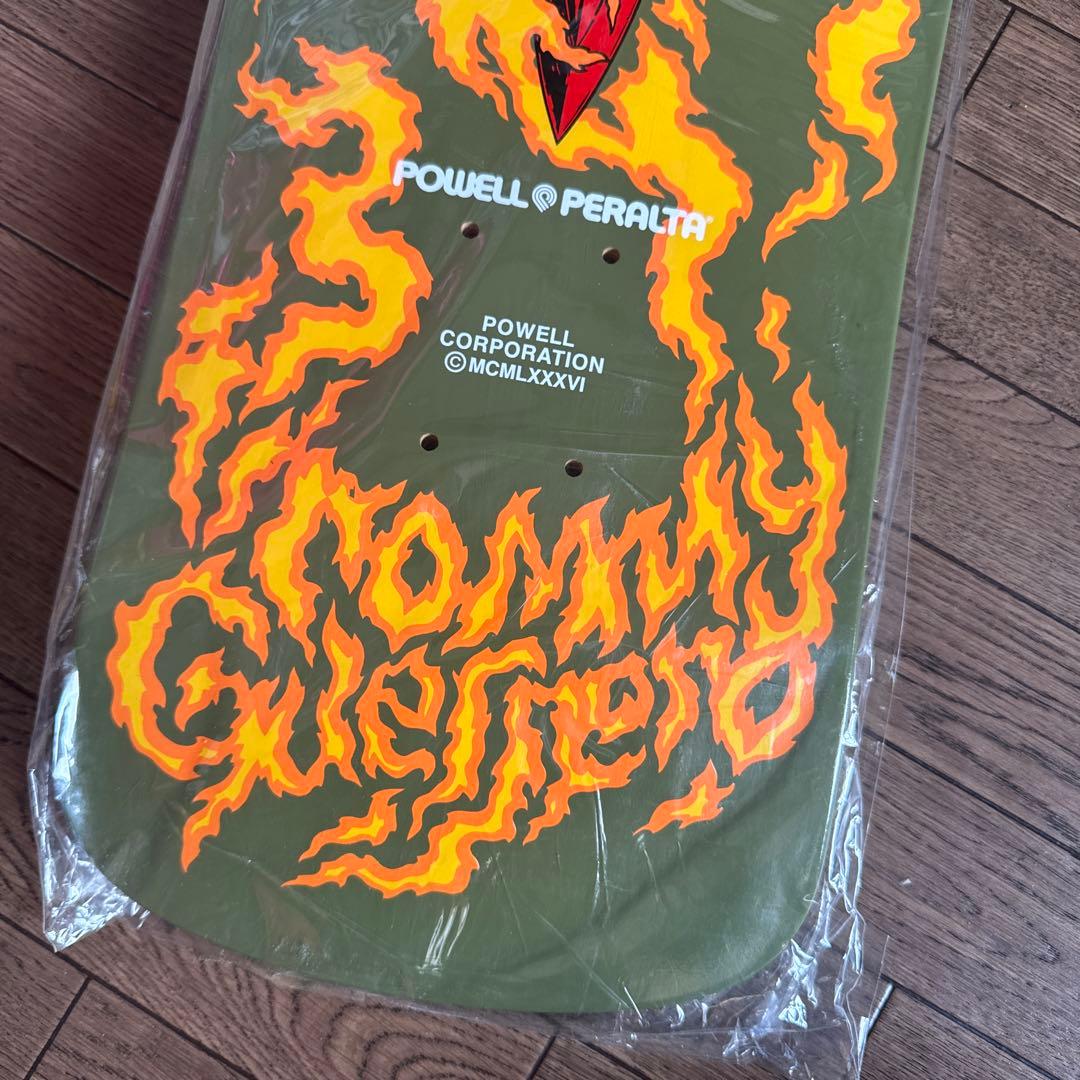 POWELL PERALTA
POWELL
CORPORATION
©MCMLXXXVI
Tommy
Guerrero